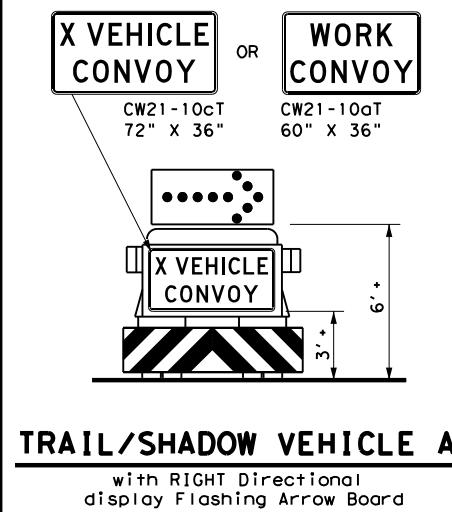 X VEHICLE
CONVOY
OR
WORK
CONVOY
CW21-10cT
72" X 36"
CW21-10aT
60" X 36"
X VEHICLE
CONVOY
3' +
6' +
TRAIL/SHADOW VEHICLE A
with RIGHT Directional
display Flashing Arrow Board